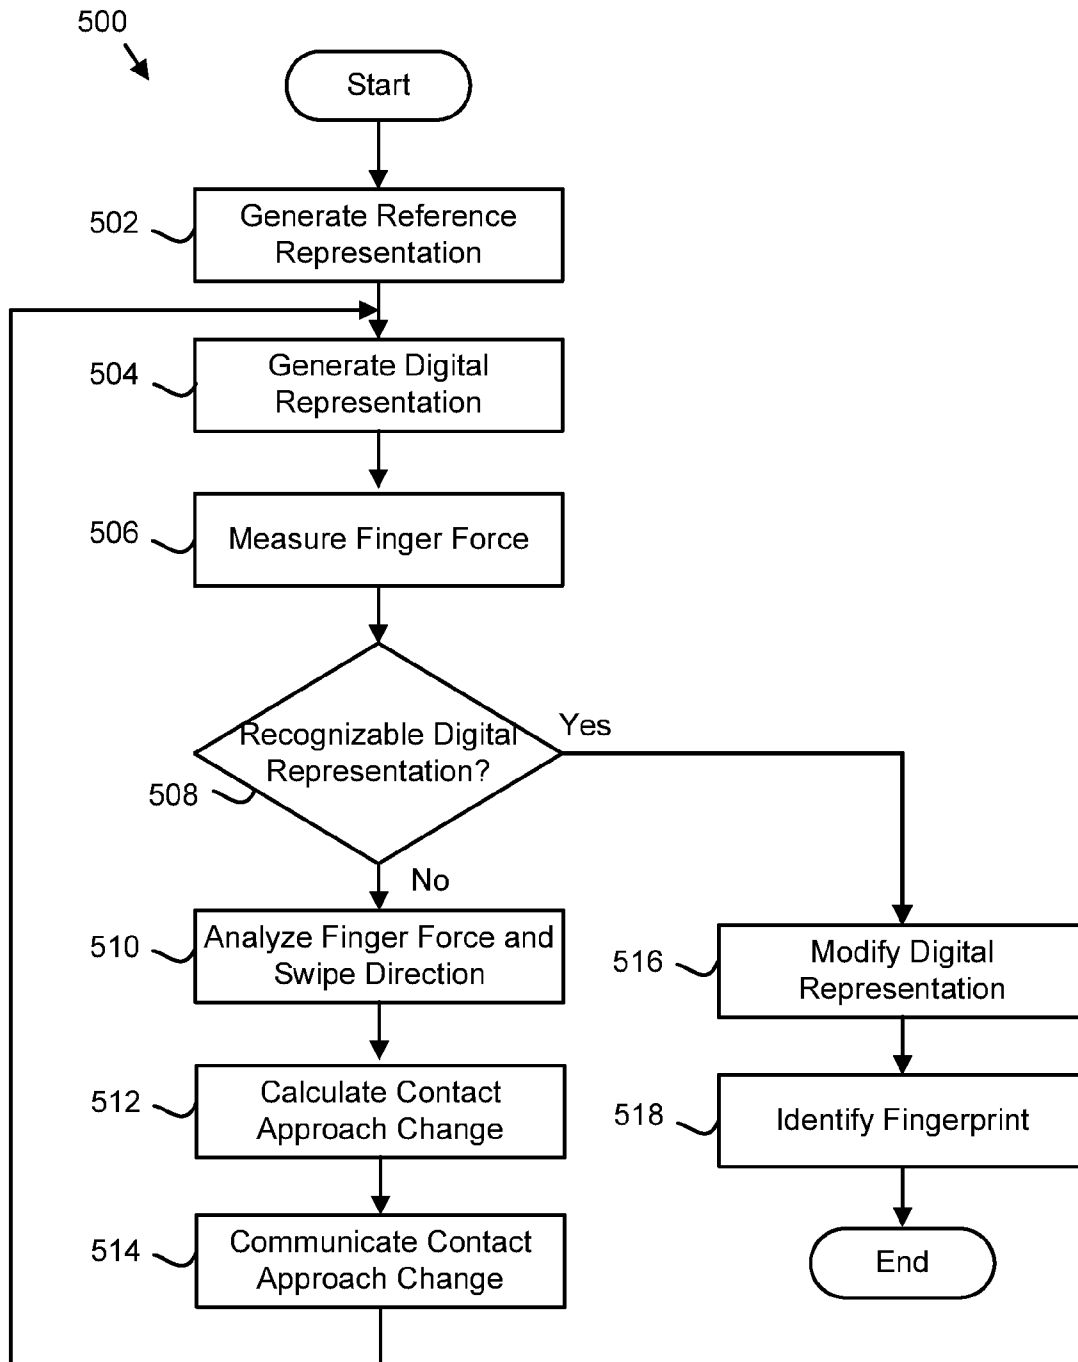 500
Start
502
Generate Reference
Representation
504
Generate Digital
Representation
506
Measure Finger Force
Recognizable Digital
Representation?
Yes
508
No
510
Analyze Finger Force and
Swipe Direction
516
Modify Digital
Representation
512
Calculate Contact
Approach Change
518
Identify Fingerprint
514
Communicate Contact
Approach Change
End